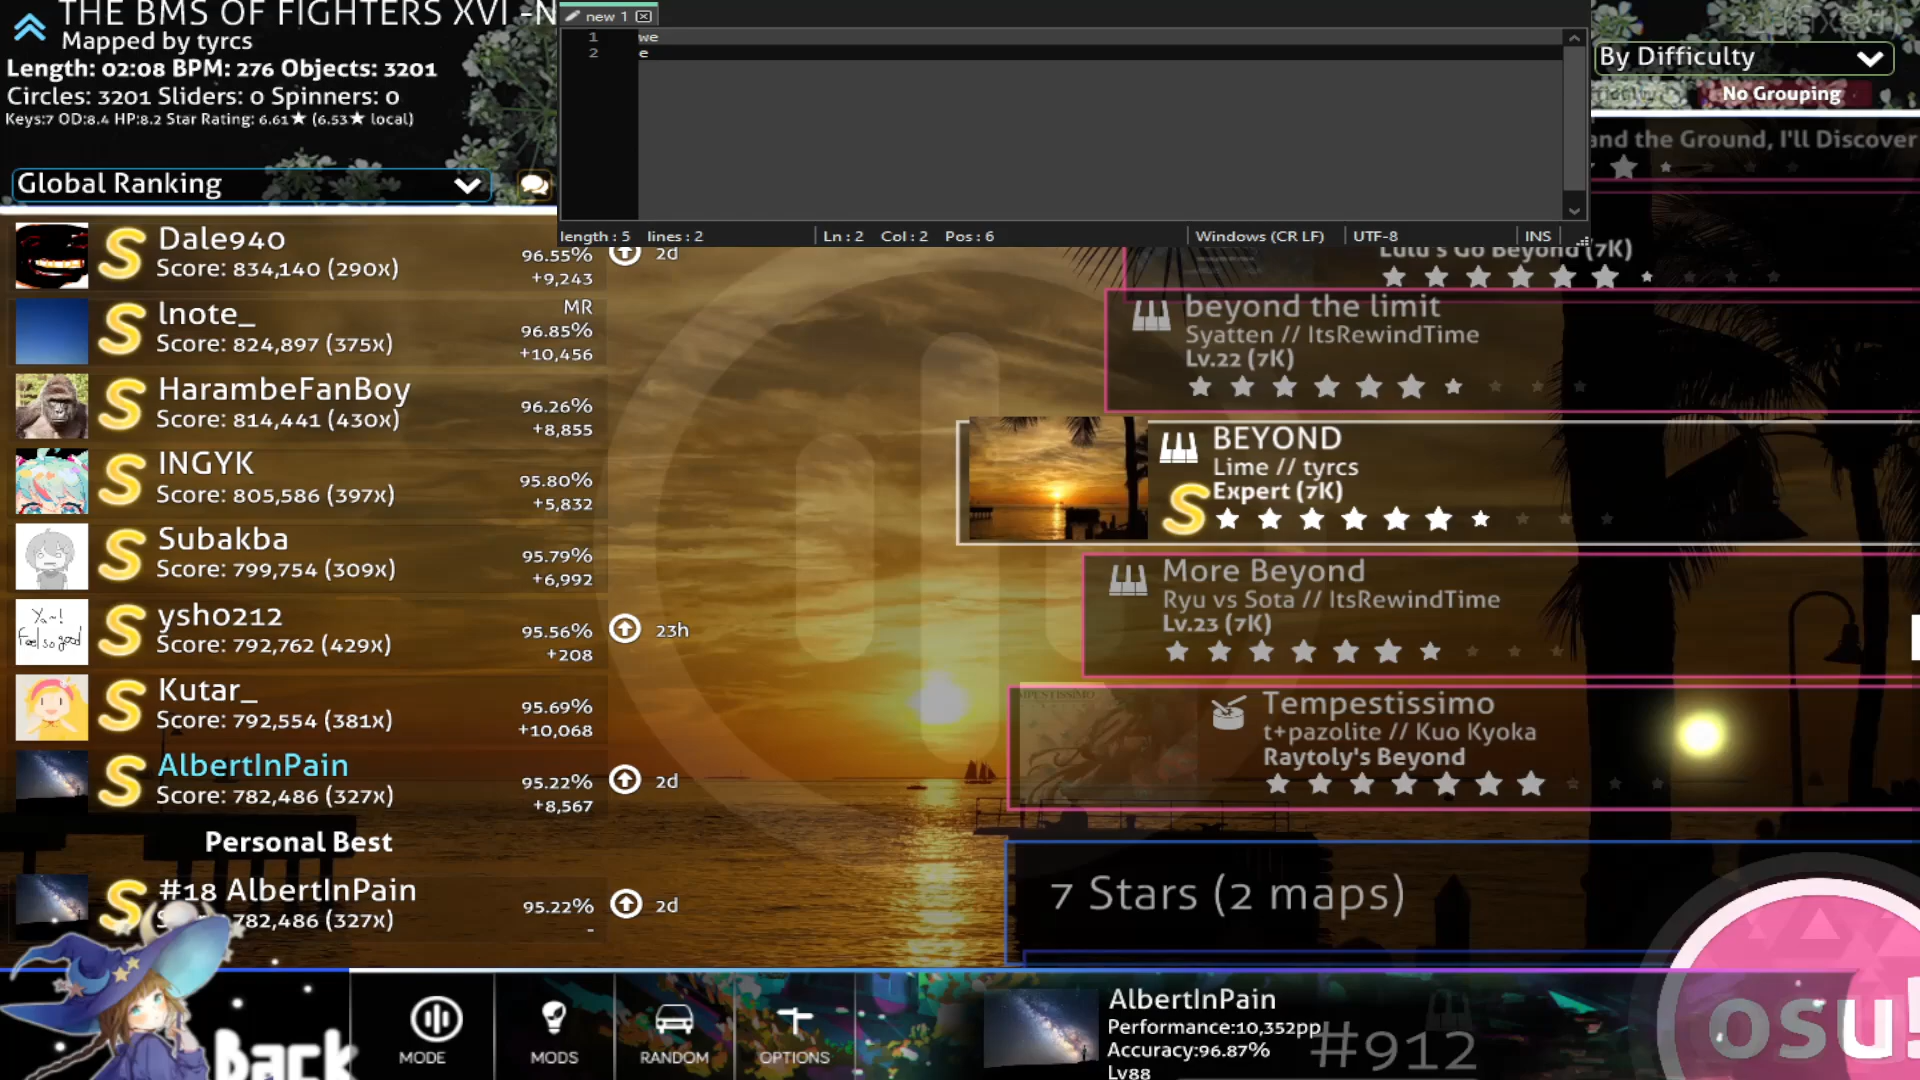 THE BMS OF FIGHTERS XVI -N
Mapped by tyrcs
Length: 02:08 BPM: 276 Objects: 3201
Circles: 3201 Sliders: 0 Spinners: 0
Keys:7 OD:8.4 HP:8.2 Star Rating: 6.61★ (6.53★ local)
Global Ranking
new 1
1 we
2 e
length : 5 lines : 2 Ln : 2 Col : 2 Pos : 6 Windows (CR LF) UTF-8 INS
By Difficulty
No Grouping
and the Ground, I'll Discover
Dale940
Score: 834,140 (290x)
96.55%
+9,243
2d
lnote_
Score: 824,897 (375x)
MR
96.85%
+10,456
HarambeFanBoy
Score: 814,441 (430x)
96.26%
+8,855
INGYK
Score: 805,586 (397x)
95.80%
+5,832
Subakba
Score: 799,754 (309x)
95.79%
+6,992
Ya~!
Feel so good
ysho212
Score: 792,762 (429x)
95.56%
+208
23h
Kutar_
Score: 792,554 (381x)
95.69%
+10,068
AlbertInPain
Score: 782,486 (327x)
95.22%
+8,567
2d
Personal Best
#18 AlbertInPain
782,486 (327x)
95.22%
-
2d
Lulu's Go Beyond (7K)
beyond the limit
Syatten // ItsRewindTime
Lv.22 (7K)
BEYOND
Lime // tyrcs
Expert (7K)
More Beyond
Ryu vs Sota // ItsRewindTime
Lv.23 (7K)
Tempestissimo
t+pazolite // Kuo Kyoka
Raytoly's Beyond
7 Stars (2 maps)
Back
MODE
MODS
RANDOM
OPTIONS
AlbertInPain
Performance:10,352pp
Accuracy:96.87%
Lv88
#912
osu!